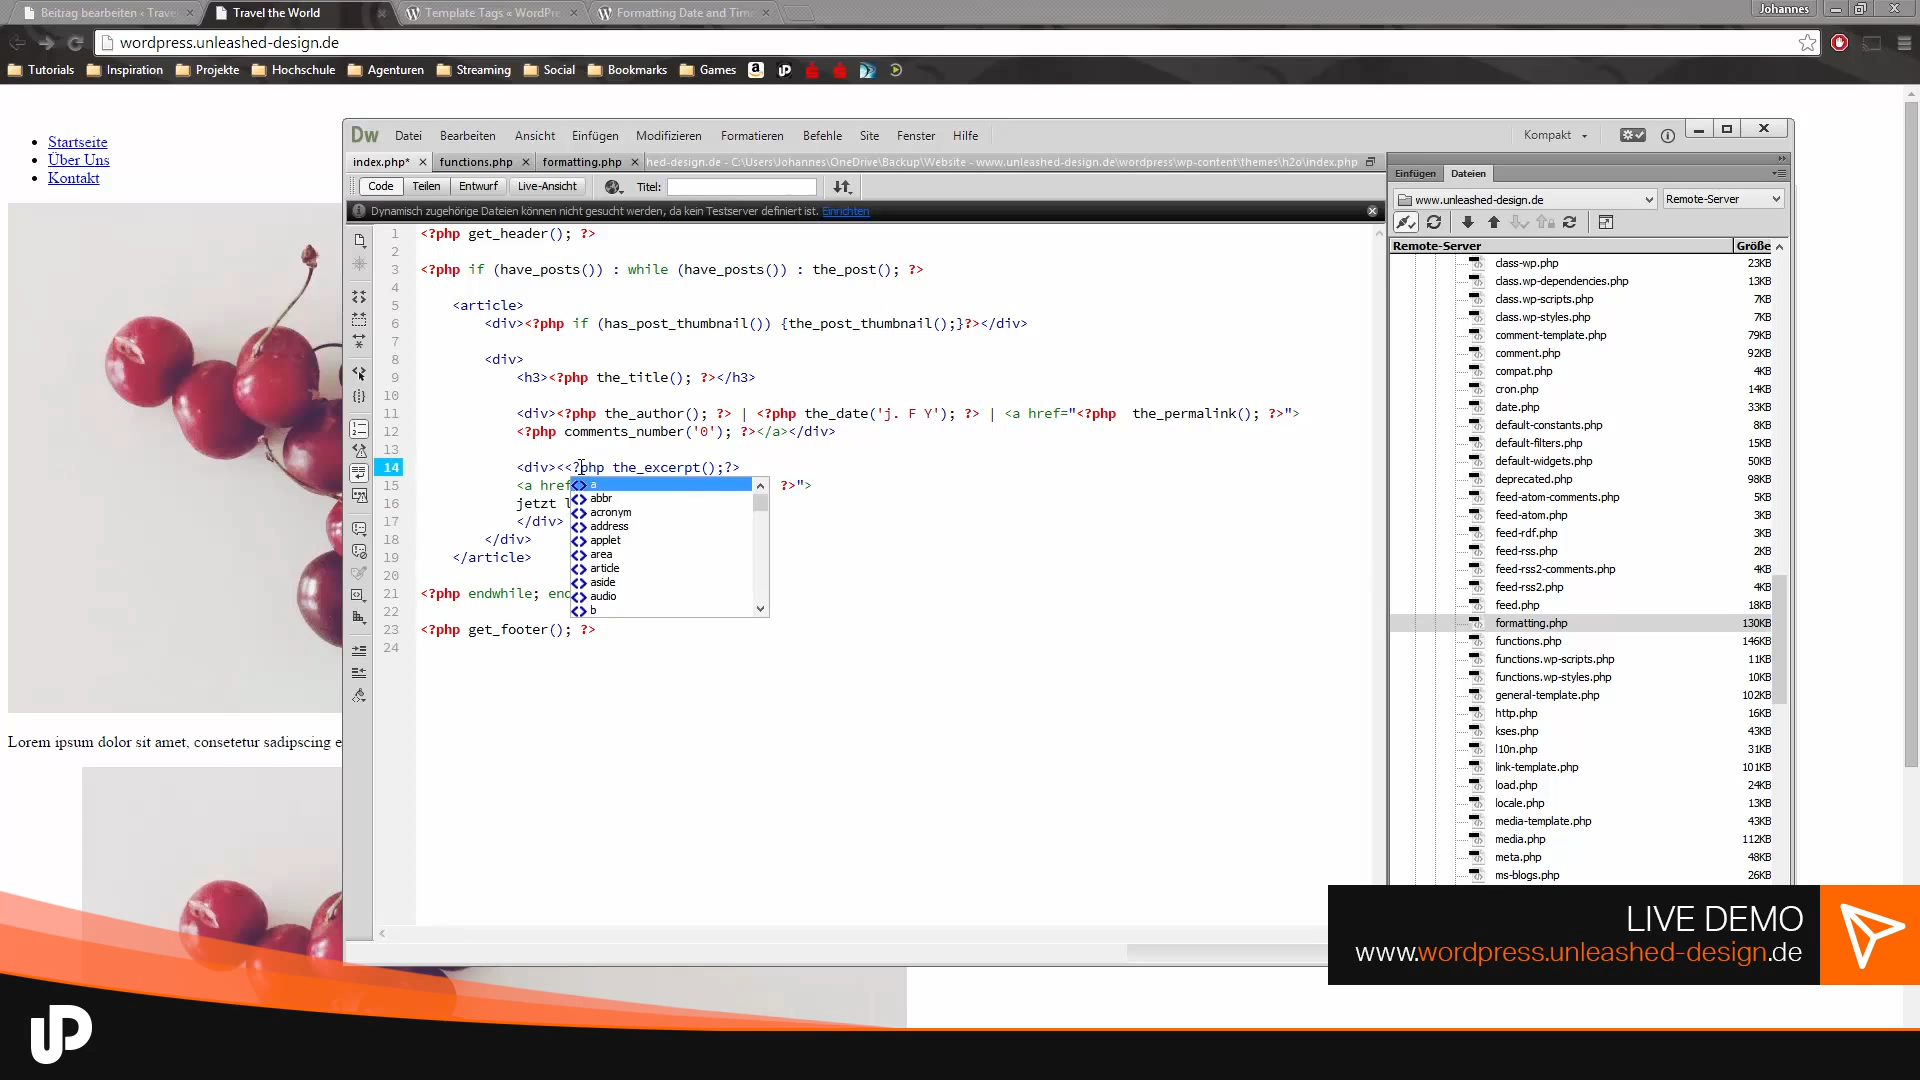 Beitrag bearbeiten ‹ Trave
Travel the World
Template Tags « WordPr
Formatting Date and Tim
Johannes
wordpress.unleashed-design.de
Tutorials
Inspiration
Projekte
Hochschule
Agenturen
Streaming
Social
Bookmarks
Games
Startseite
Über Uns
Kontakt
Lorem ipsum dolor sit amet, consetetur sadipscing e
Dw
Datei
Bearbeiten
Ansicht
Einfügen
Modifizieren
Formatieren
Befehle
Site
Fenster
Hilfe
Kompakt
index.php*
functions.php
formatting.php
hed-design.de - C:\Users\Johannes\OneDrive\Backup\Website - www.unleashed-design.de\wordpress\wp-content\themes\h2o\index.php
Code
Teilen
Entwurf
Live-Ansicht
Titel:
Dynamisch zugehörige Dateien können nicht gesucht werden, da kein Testserver definiert ist. Einrichten
1 <?php get_header(); ?>
2
3 <?php if (have_posts()) : while (have_posts()) : the_post(); ?>
4
5 <article>
6 <div><?php if (has_post_thumbnail()) {the_post_thumbnail();}?></div>
7
8 <div>
9 <h3><?php the_title(); ?></h3>
10
11 <div><?php the_author(); ?> | <?php the_date('j. F Y'); ?> | <a href="<?php  the_permalink(); ?>">
12 <?php comments_number('0'); ?></a></div>
13
14 <div><<?php the_excerpt();?>
15 <a href ?>">
16 jetzt l
17 </div>
18 </div>
19 </article>
20
21 <?php endwhile; end
22
23 <?php get_footer(); ?>
24
a
abbr
acronym
address
applet
area
article
aside
audio
b
Einfügen
Dateien
www.unleashed-design.de
Remote-Server
Remote-Server
Größe
class-wp.php 23KB
class.wp-dependencies.php 13KB
class.wp-scripts.php 7KB
class.wp-styles.php 7KB
comment-template.php 79KB
comment.php 92KB
compat.php 4KB
cron.php 14KB
date.php 33KB
default-constants.php 8KB
default-filters.php 15KB
default-widgets.php 50KB
deprecated.php 98KB
feed-atom-comments.php 5KB
feed-atom.php 3KB
feed-rdf.php 3KB
feed-rss.php 2KB
feed-rss2-comments.php 4KB
feed-rss2.php 4KB
feed.php 18KB
formatting.php 130KB
functions.php 146KB
functions.wp-scripts.php 11KB
functions.wp-styles.php 10KB
general-template.php 102KB
http.php 16KB
kses.php 43KB
l10n.php 31KB
link-template.php 101KB
load.php 24KB
locale.php 13KB
media-template.php 43KB
media.php 112KB
meta.php 48KB
ms-blogs.php 26KB
LIVE DEMO
www.wordpress.unleashed-design.de
UP